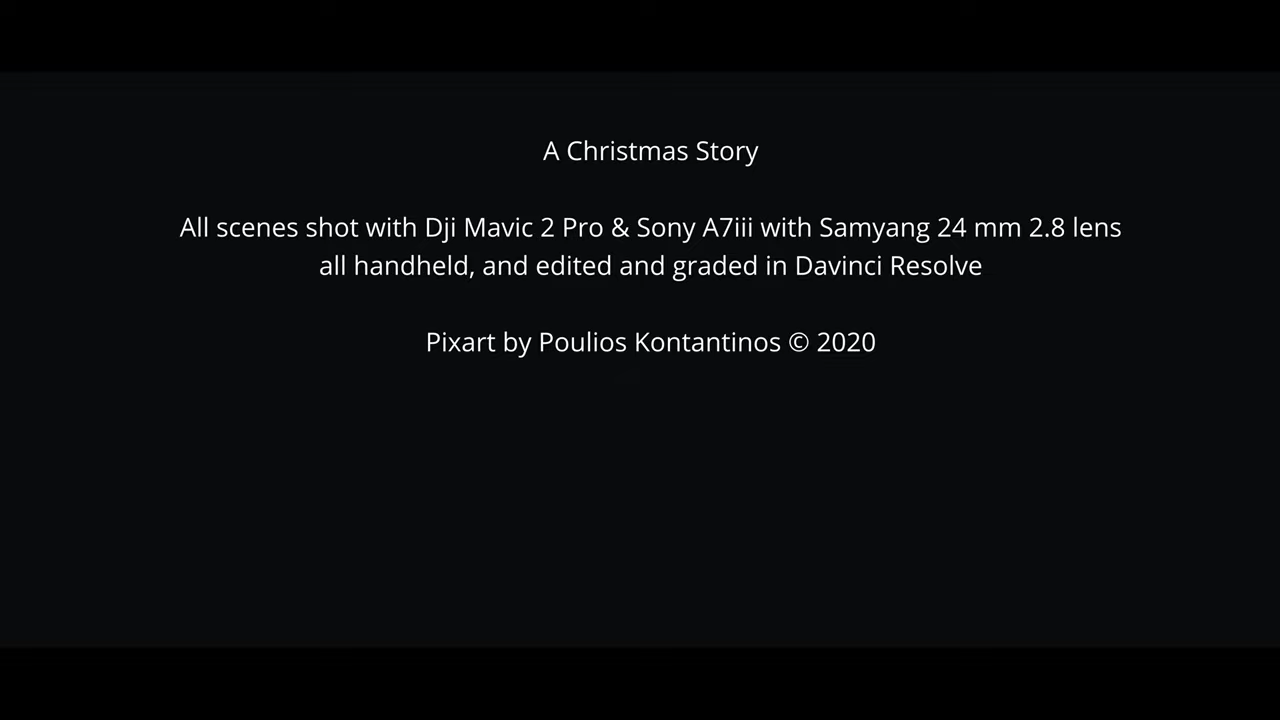 A Christmas Story
All scenes shot with Dji Mavic 2 Pro & Sony A7iii with Samyang 24 mm 2.8 lens
all handheld, and edited and graded in Davinci Resolve
Pixart by Poulios Kontantinos © 2020